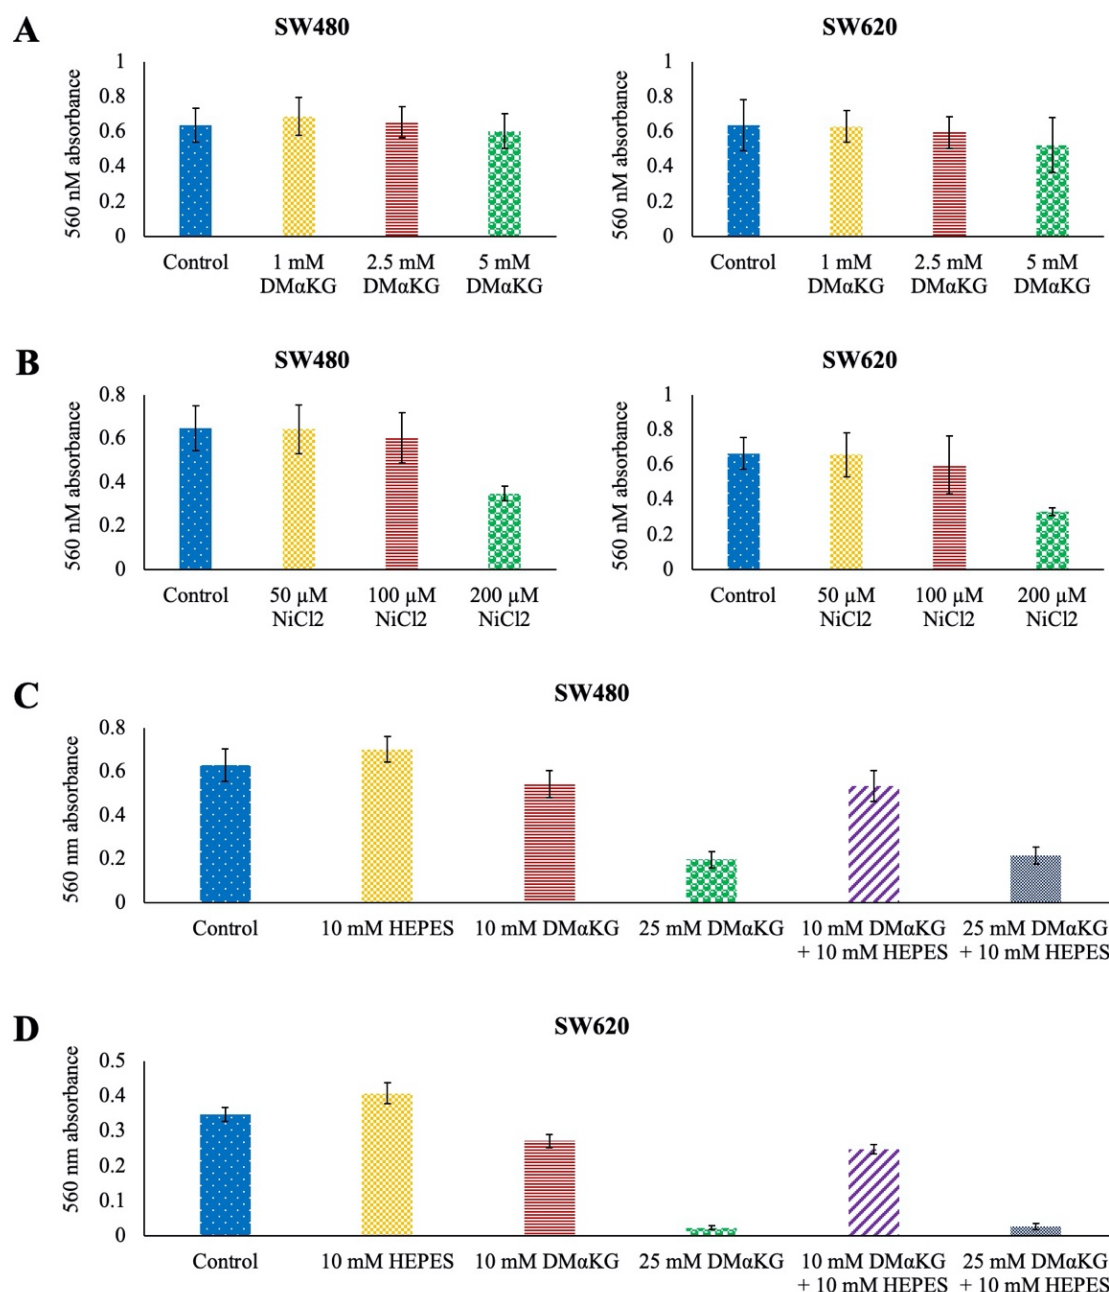 A
SW480
SW620
560 nM absorbance
1
0.8
0.6
0.4
0.2
0
Control
1 mM
DMαKG
2.5 mM
DMαKG
5 mM
DMαKG
560 nM absorbance
1
0.8
0.6
0.4
0.2
0
Control
1 mM
DMαKG
2.5 mM
DMαKG
5 mM
DMαKG
B
SW480
SW620
560 nM absorbance
0.8
0.6
0.4
0.2
0
Control
50 µM
NiCl2
100 µM
NiCl2
200 µM
NiCl2
560 nM absorbance
1
0.8
0.6
0.4
0.2
0
Control
50 µM
NiCl2
100 µM
NiCl2
200 µM
NiCl2
C
SW480
560 nm absorbance
0.8
0.6
0.4
0.2
0
Control
10 mM HEPES
10 mM DMαKG
25 mM DMαKG
10 mM DMαKG
+ 10 mM HEPES
25 mM DMαKG
+ 10 mM HEPES
D
SW620
560 nm absorbance
0.5
0.4
0.3
0.2
0.1
0
Control
10 mM HEPES
10 mM DMαKG
25 mM DMαKG
10 mM DMαKG
+ 10 mM HEPES
25 mM DMαKG
+ 10 mM HEPES